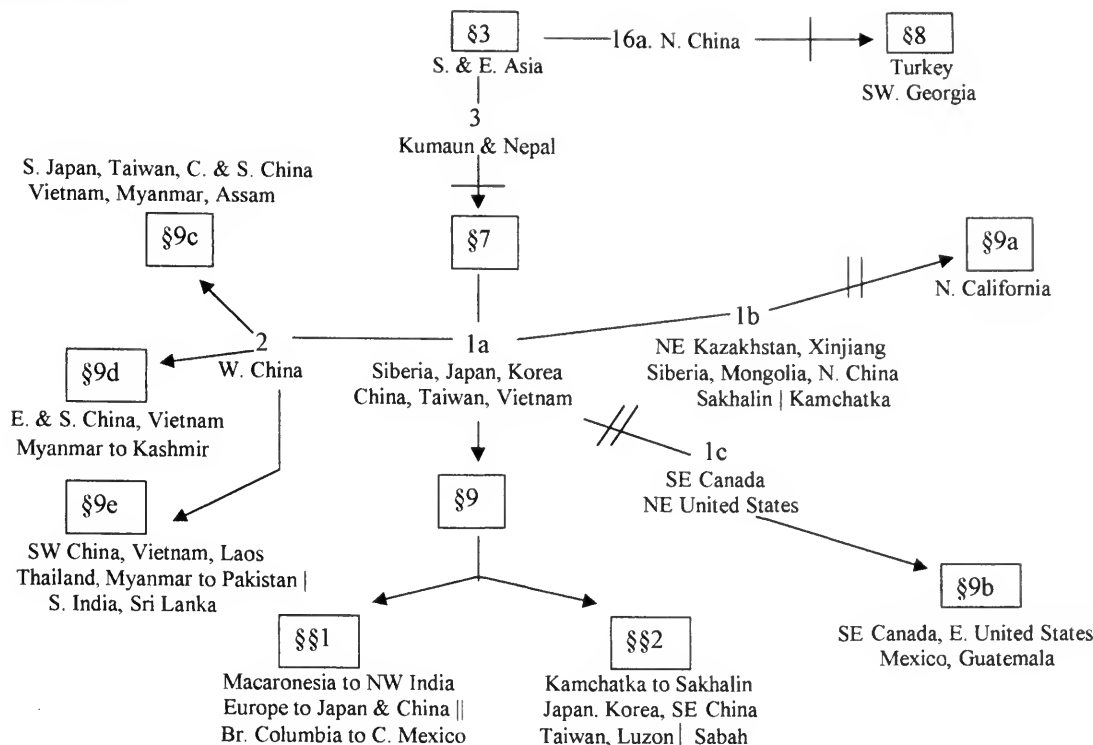 §3
16a. N. China
§8
S. & E. Asia
Turkey
SW. Georgia
3
Kumaun & Nepal
S. Japan, Taiwan, C. & S. China
Vietnam, Myanmar, Assam
§9c
§7
§9a
N. California
2
W. China
1a
Siberia, Japan, Korea
China, Taiwan, Vietnam
1b
NE Kazakhstan, Xinjiang
Siberia, Mongolia, N. China
Sakhalin | Kamchatka
§9d
E. & S. China, Vietnam
Myanmar to Kashmir
1c
SE Canada
NE United States
§9e
SW China, Vietnam, Laos
Thailand, Myanmar to Pakistan |
S. India, Sri Lanka
§9
§9b
SE Canada, E. United States
Mexico, Guatemala
§§1
Macaronesia to NW India
Europe to Japan & China ||
Br. Columbia to C. Mexico
§§2
Kamchatka to Sakhalin
Japan. Korea, SE China
Taiwan, Luzon | Sabah